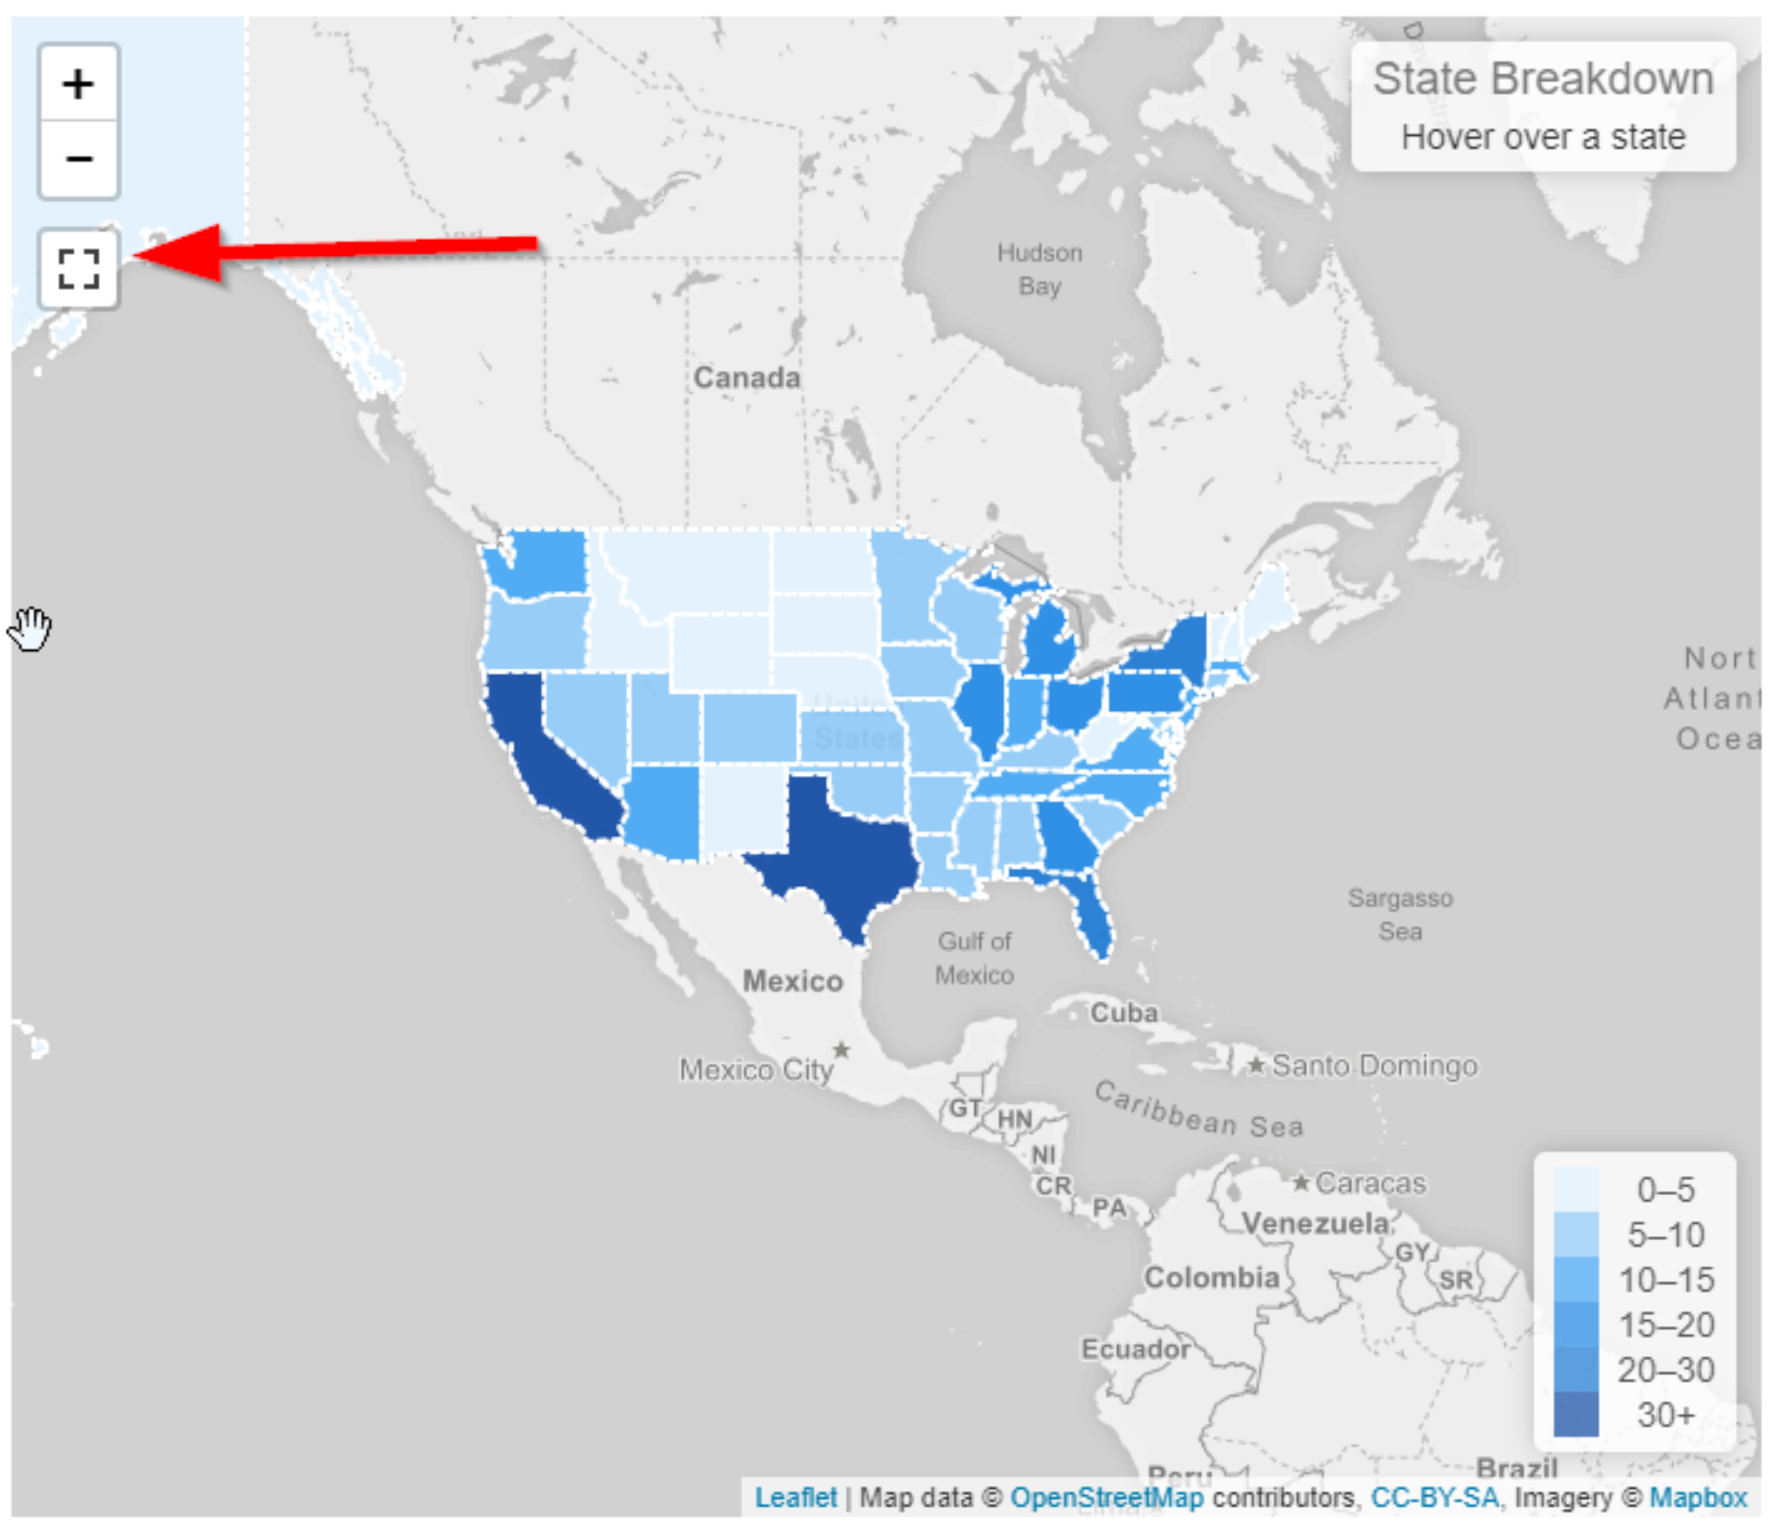 +
−
State Breakdown
Hover over a state
Hudson
Bay
Canada
United
States
Nort
Atlant
Ocea
Sargasso
Sea
Gulf of
Mexico
Mexico
Cuba
Mexico City
Santo Domingo
Caribbean Sea
GT
HN
NI
CR
PA
Caracas
Venezuela
GY
SR
Colombia
Ecuador
Peru
Brazil
0–5
5–10
10–15
15–20
20–30
30+
Leaflet | Map data © OpenStreetMap contributors, CC-BY-SA, Imagery © Mapbox